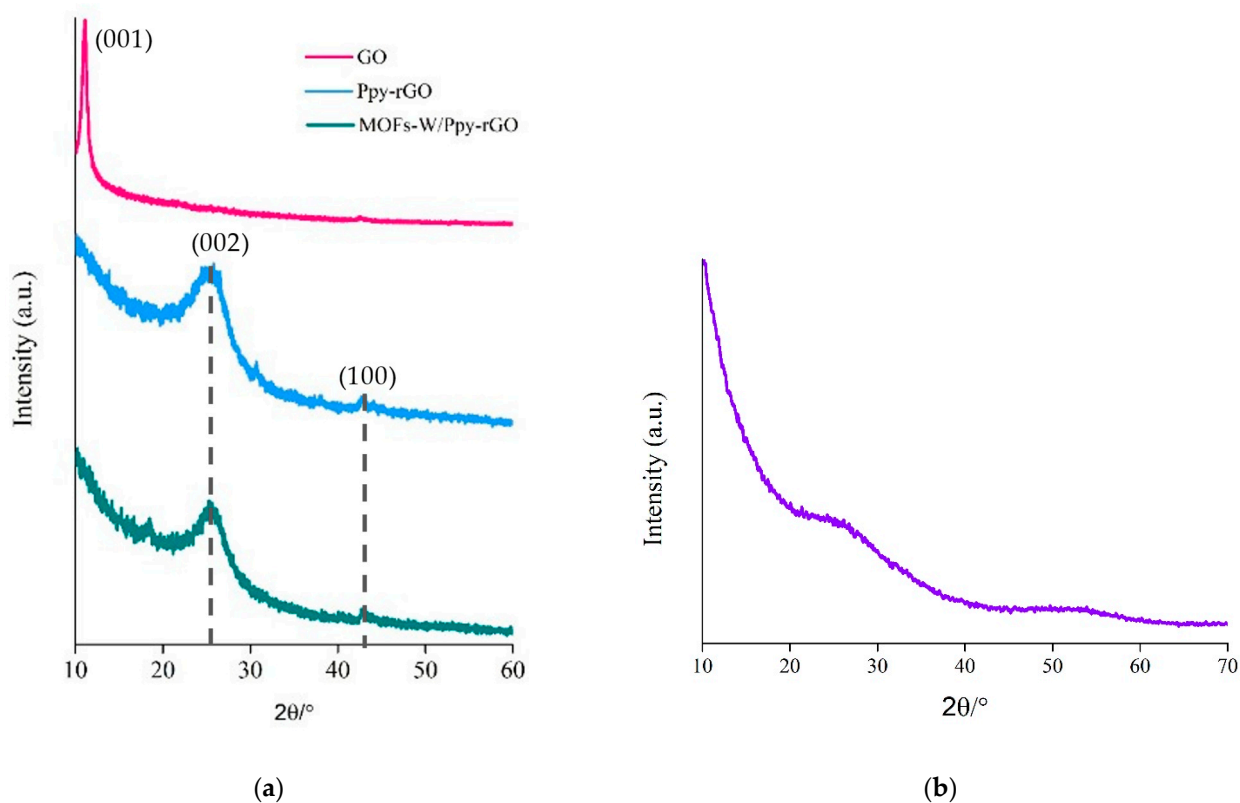 (001)
GO
Ppy-rGO
MOFs-W/Ppy-rGO
(002)
(100)
Intensity (a.u.)
10 20 30 40 50 60
2θ/°
(a)
Intensity (a.u.)
10 20 30 40 50 60 70
2θ/°
(b)